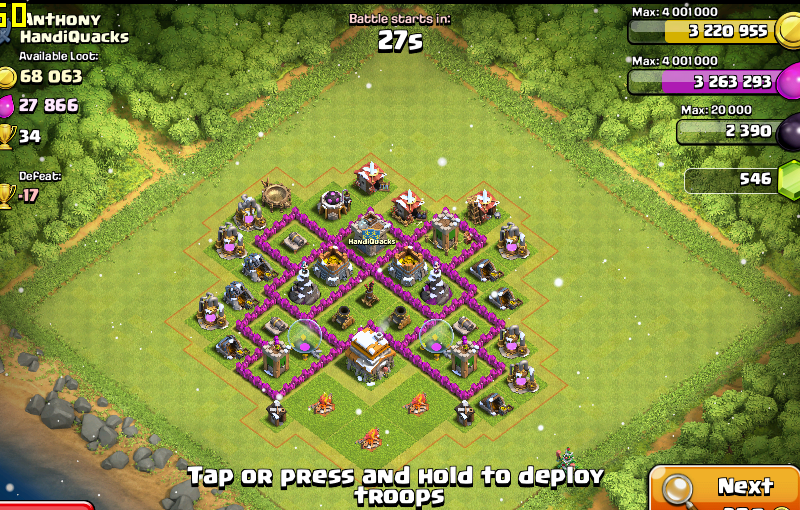 50
Anthony
HandiQuacks
Available Loot:
68 063
27 866
34
Defeat:
-17
Battle starts in:
27s
Max: 4 001 000
3 220 955
Max: 4 001 000
3 263 293
Max: 20 000
2 390
546
HandiQuacks
Tap or press and hold to deploy
troops
Next